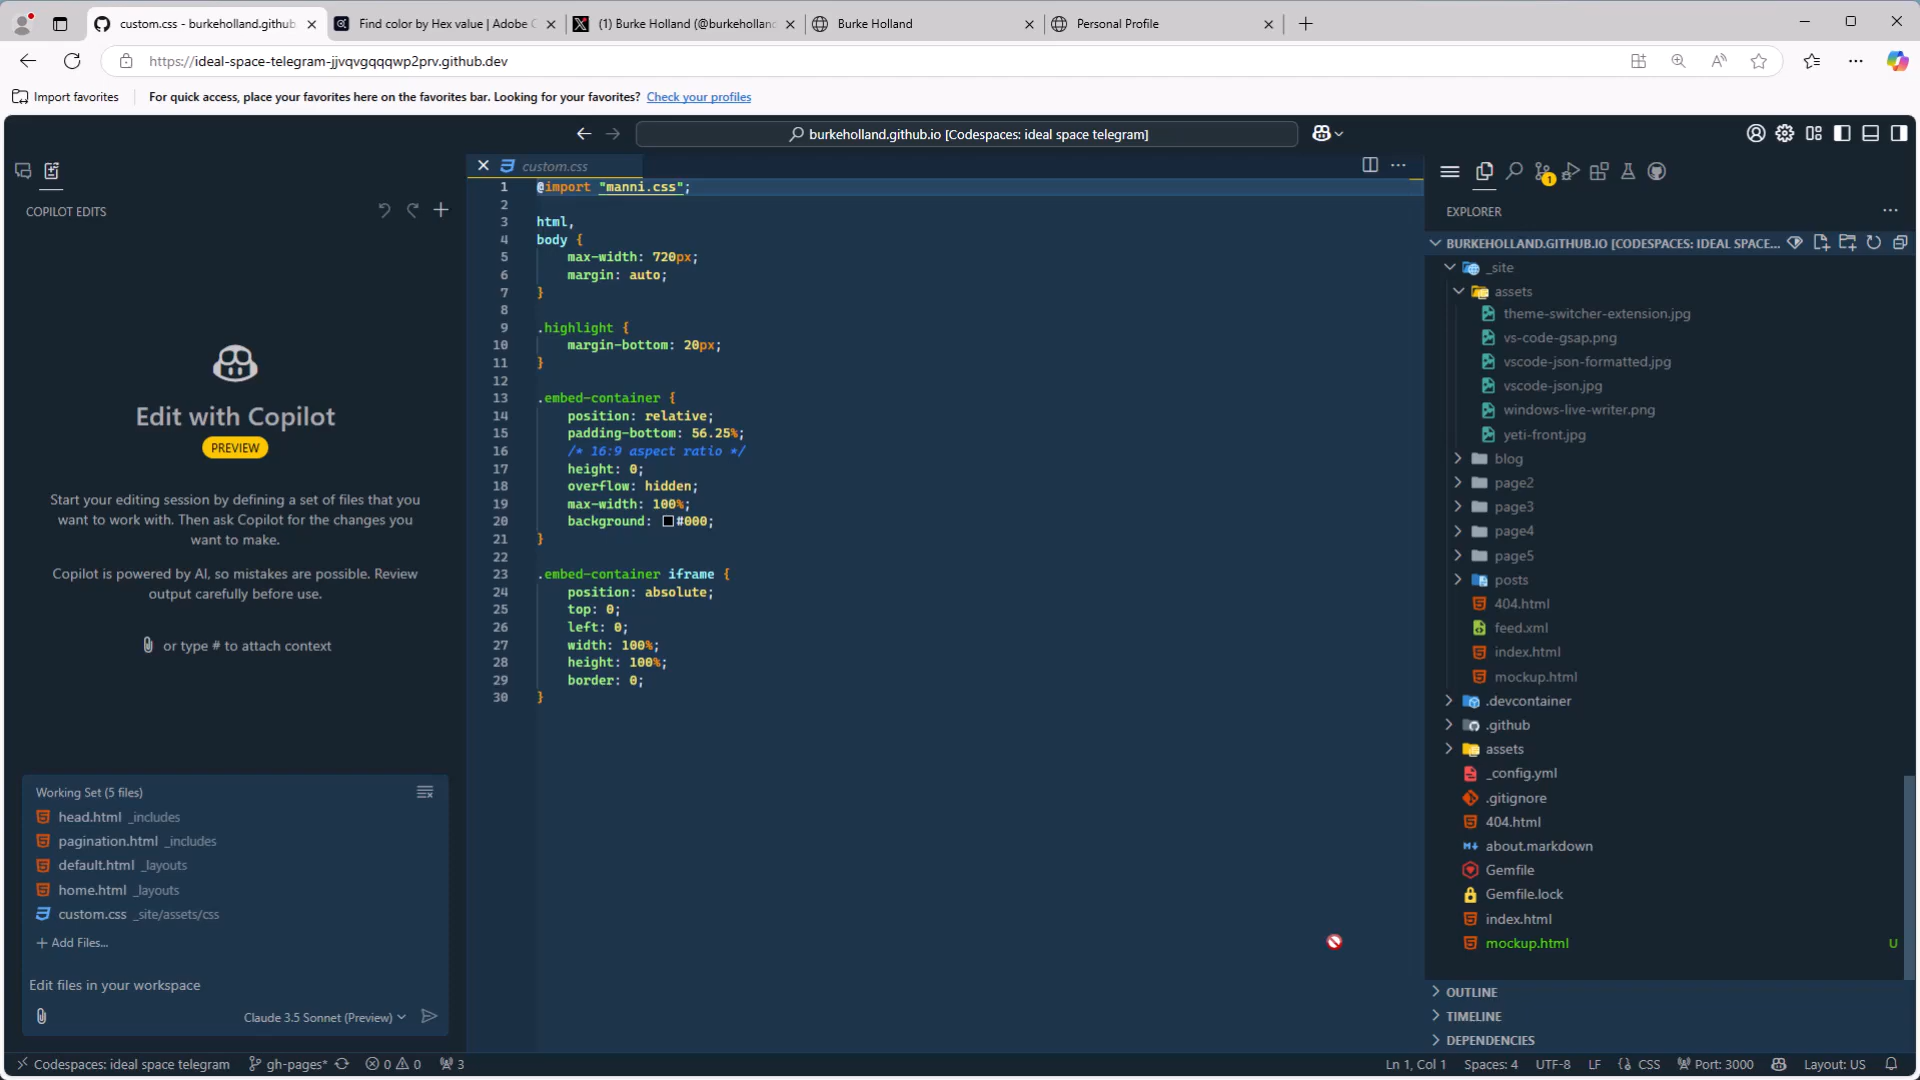 custom.css - burkeholland.github.
Find color by Hex value | Adobe C
(1) Burke Holland (@burkeholland
Burke Holland
Personal Profile
https://ideal-space-telegram-jjvqvgqqqwp2prv.github.dev
Import favorites
For quick access, place your favorites here on the favorites bar. Looking for your favorites? Check your profiles
burkeholland.github.io [Codespaces: ideal space telegram]
COPILOT EDITS
Edit with Copilot
PREVIEW
Start your editing session by defining a set of files that you
want to work with. Then ask Copilot for the changes you
want to make.
Copilot is powered by AI, so mistakes are possible. Review
output carefully before use.
or type # to attach context
Working Set (5 files)
head.html _includes
pagination.html _includes
default.html _layouts
home.html _layouts
custom.css _site/assets/css
+ Add Files...
Edit files in your workspace
Claude 3.5 Sonnet (Preview)
custom.css
1 @import "manni.css";
2
3 html,
4 body {
5 max-width: 720px;
6 margin: auto;
7 }
8
9 .highlight {
10 margin-bottom: 20px;
11 }
12
13 .embed-container {
14 position: relative;
15 padding-bottom: 56.25%;
16 /* 16:9 aspect ratio */
17 height: 0;
18 overflow: hidden;
19 max-width: 100%;
20 background: #000;
21 }
22
23 .embed-container iframe {
24 position: absolute;
25 top: 0;
26 left: 0;
27 width: 100%;
28 height: 100%;
29 border: 0;
30 }
1
EXPLORER
BURKEHOLLAND.GITHUB.IO [CODESPACES: IDEAL SPACE...
_site
assets
theme-switcher-extension.jpg
vs-code-gsap.png
vscode-json-formatted.jpg
vscode-json.jpg
windows-live-writer.png
yeti-front.jpg
blog
page2
page3
page4
page5
posts
404.html
feed.xml
index.html
mockup.html
.devcontainer
.github
assets
_config.yml
.gitignore
404.html
about.markdown
Gemfile
Gemfile.lock
index.html
mockup.html U
OUTLINE
TIMELINE
DEPENDENCIES
Codespaces: ideal space telegram gh-pages* 0 0 3 Ln 1, Col 1 Spaces: 4 UTF-8 LF CSS Port: 3000 Layout: US